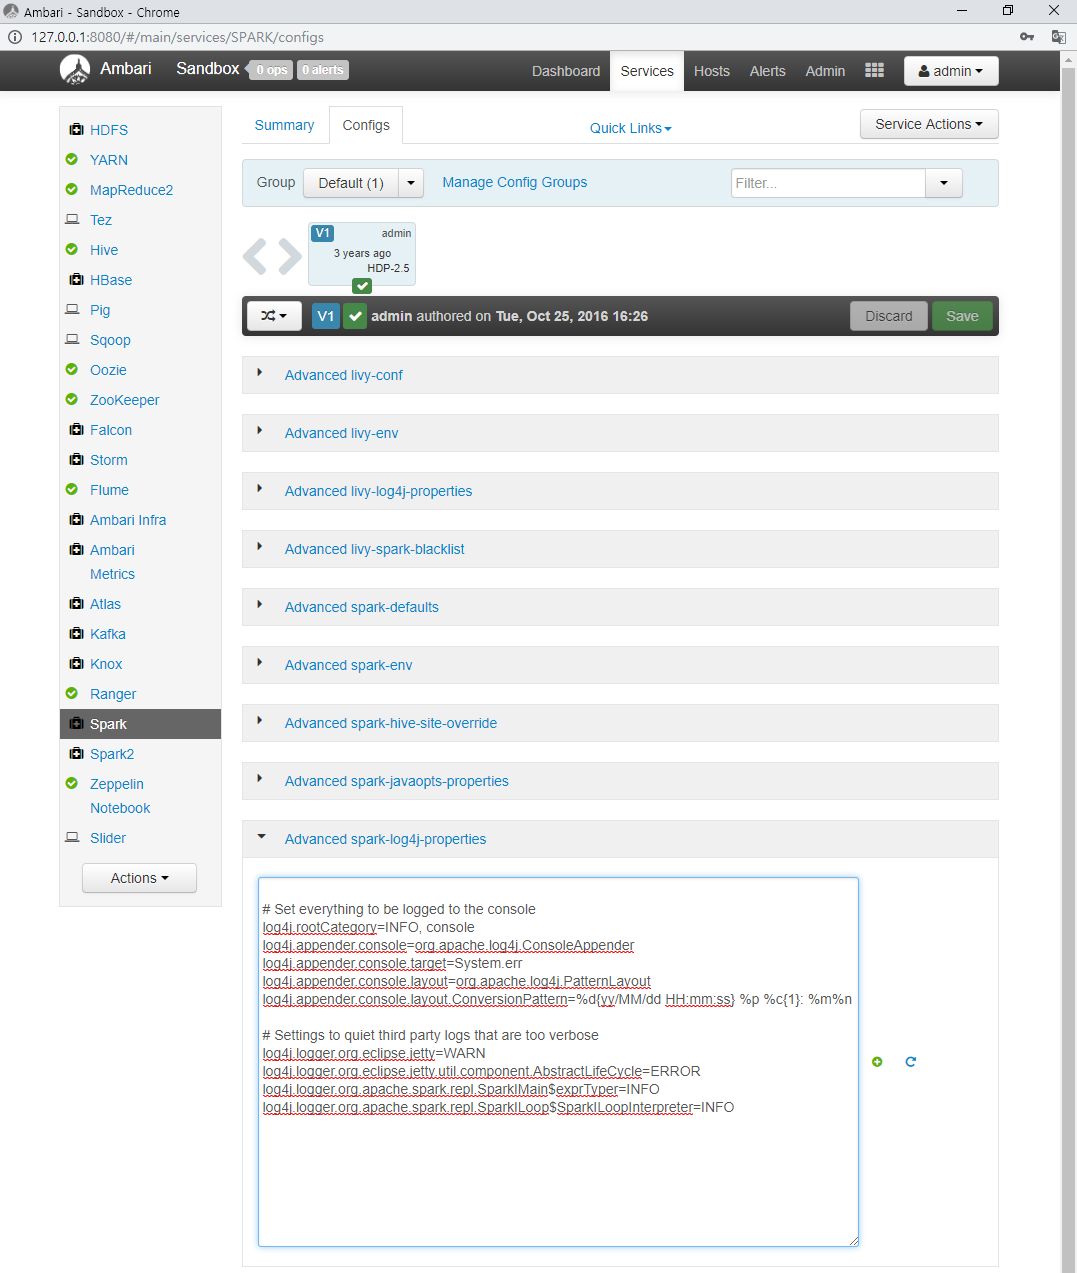 Ambari - Sandbox - Chrome
127.0.0.1:8080/#/main/services/SPARK/configs
Ambari Sandbox 0 ops 0 alerts Dashboard Services Hosts Alerts Admin admin
HDFS
YARN
MapReduce2
Tez
Hive
HBase
Pig
Sqoop
Oozie
ZooKeeper
Falcon
Storm
Flume
Ambari Infra
Ambari
Metrics
Atlas
Kafka
Knox
Ranger
Spark
Spark2
Zeppelin
Notebook
Slider
Actions
Summary Configs Quick Links Service Actions
Group Default (1) Manage Config Groups Filter...
V1 admin
3 years ago
HDP-2.5
V1 admin authored on Tue, Oct 25, 2016 16:26 Discard Save
Advanced livy-conf
Advanced livy-env
Advanced livy-log4j-properties
Advanced livy-spark-blacklist
Advanced spark-defaults
Advanced spark-env
Advanced spark-hive-site-override
Advanced spark-javaopts-properties
Advanced spark-log4j-properties
# Set everything to be logged to the console
log4j.rootCategory=INFO, console
log4j.appender.console=org.apache.log4j.ConsoleAppender
log4j.appender.console.target=System.err
log4j.appender.console.layout=org.apache.log4j.PatternLayout
log4j.appender.console.layout.ConversionPattern=%d{yy/MM/dd HH:mm:ss} %p %c{1}: %m%n
# Settings to quiet third party logs that are too verbose
log4j.logger.org.eclipse.jetty=WARN
log4j.logger.org.eclipse.jetty.util.component.AbstractLifeCycle=ERROR
log4j.logger.org.apache.spark.repl.SparkIMain$exprTyper=INFO
log4j.logger.org.apache.spark.repl.SparkILoop$SparkILoopInterpreter=INFO